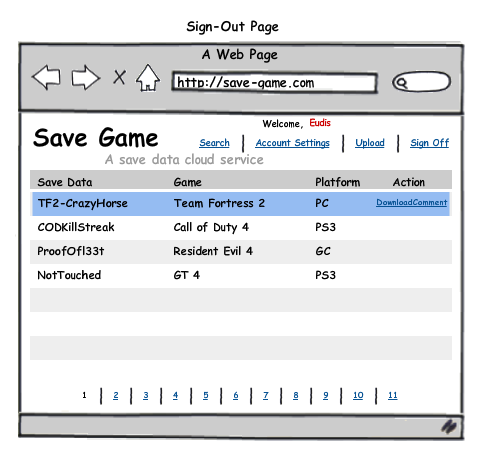 Sign-Out Page
A Web Page
http://save-game.com
Welcome, Eudis
Save Game
Search | Account Settings | Upload | Sign Off
A save data cloud service
Save Data Game Platform Action
TF2-CrazyHorse Team Fortress 2 PC DownloadComment
CODKillStreak Call of Duty 4 PS3
ProofOfl33t Resident Evil 4 GC
NotTouched GT 4 PS3
1 | 2 | 3 | 4 | 5 | 6 | 7 | 8 | 9 | 10 | 11